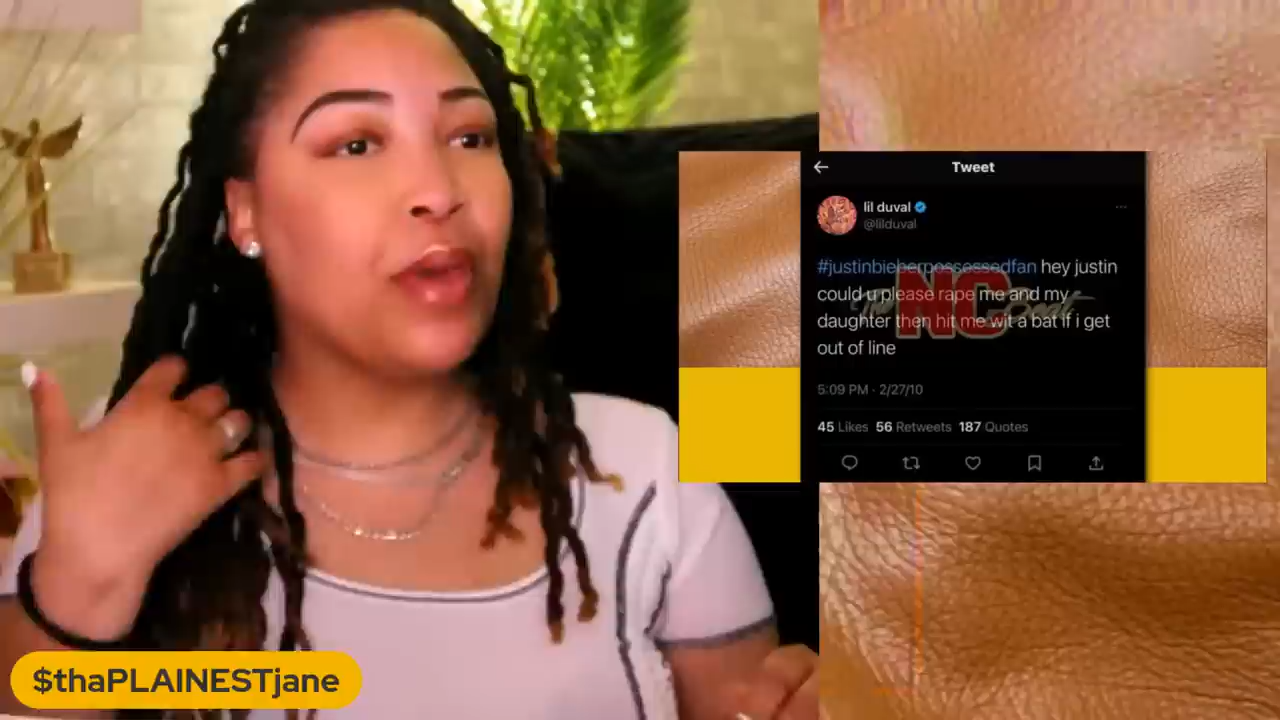 Tweet
lil duval
@lilduval
#justinbieberpossessedfan hey justin
could u please rape me and my
daughter then hit me wit a bat if i get
out of line
NC
5:09 PM · 2/27/10
45 Likes 56 Retweets 187 Quotes
$thaPLAINESTjane